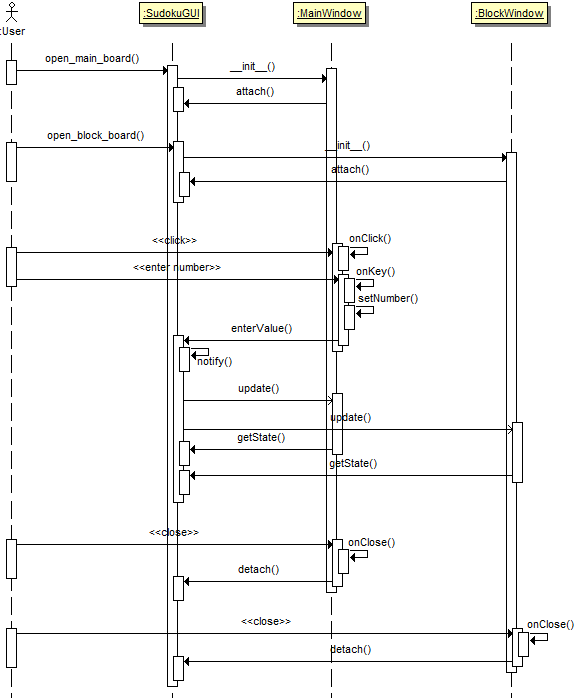 :SudokuGUI :MainWindow :BlockWindow
:User
open_main_board()
__init__()
attach()
open_block_board()
__init__()
attach()
<<click>>
onClick()
<<enter number>>
onKey()
setNumber()
enterValue()
notify()
update()
update()
getState()
getState()
<<close>>
onClose()
detach()
<<close>>
onClose()
detach()